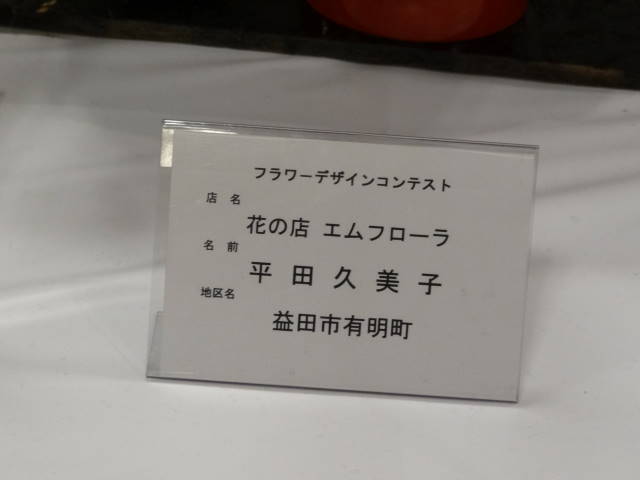 フラワーデザインコンテスト
店名
花の店 エムフローラ
名前
平田久美子
地区名
益田市有明町